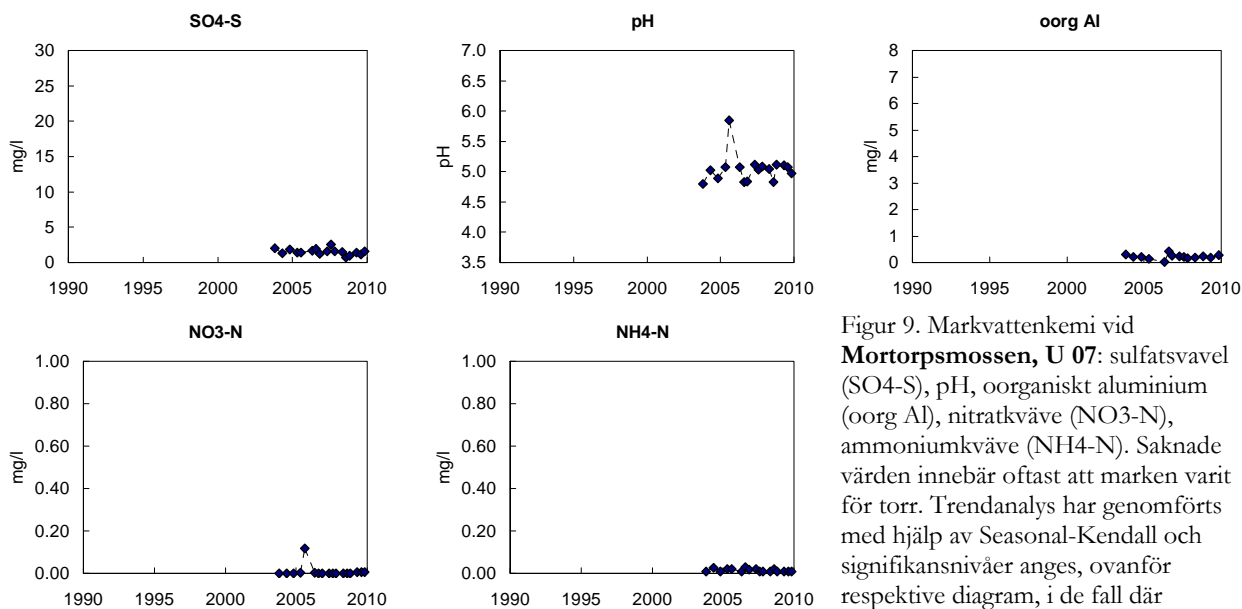 SO4-S
mg/l
30
25
20
15
10
5
0
1990 1995 2000 2005 2010
pH
pH
7.0
6.5
6.0
5.5
5.0
4.5
4.0
3.5
1990 1995 2000 2005 2010
oorg Al
mg/l
8
7
6
5
4
3
2
1
0
1990 1995 2000 2005 2010
NO3-N
mg/l
1.00
0.80
0.60
0.40
0.20
0.00
1990 1995 2000 2005 2010
NH4-N
mg/l
1.00
0.80
0.60
0.40
0.20
0.00
1990 1995 2000 2005 2010
Figur 9. Markvattenkemi vid
Mortorpsmossen, U 07: sulfatsvavel
(SO4-S), pH, oorganiskt aluminium
(oorg Al), nitratkväve (NO3-N),
ammoniumkväve (NH4-N). Saknade
värden innebär oftast att marken varit
för torr. Trendanalys har genomförts
med hjälp av Seasonal-Kendall och
signifikansnivåer anges, ovanför
respektive diagram, i de fall där